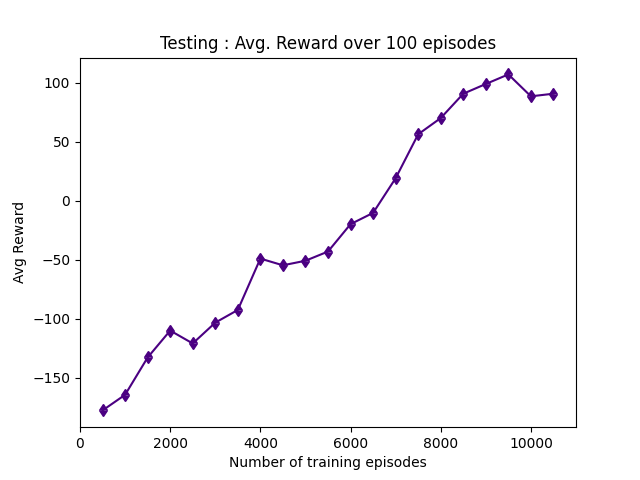 Testing : Avg. Reward over 100 episodes
100
50
0
−50
−100
−150
Avg Reward
0 2000 4000 6000 8000 10000
Number of training episodes